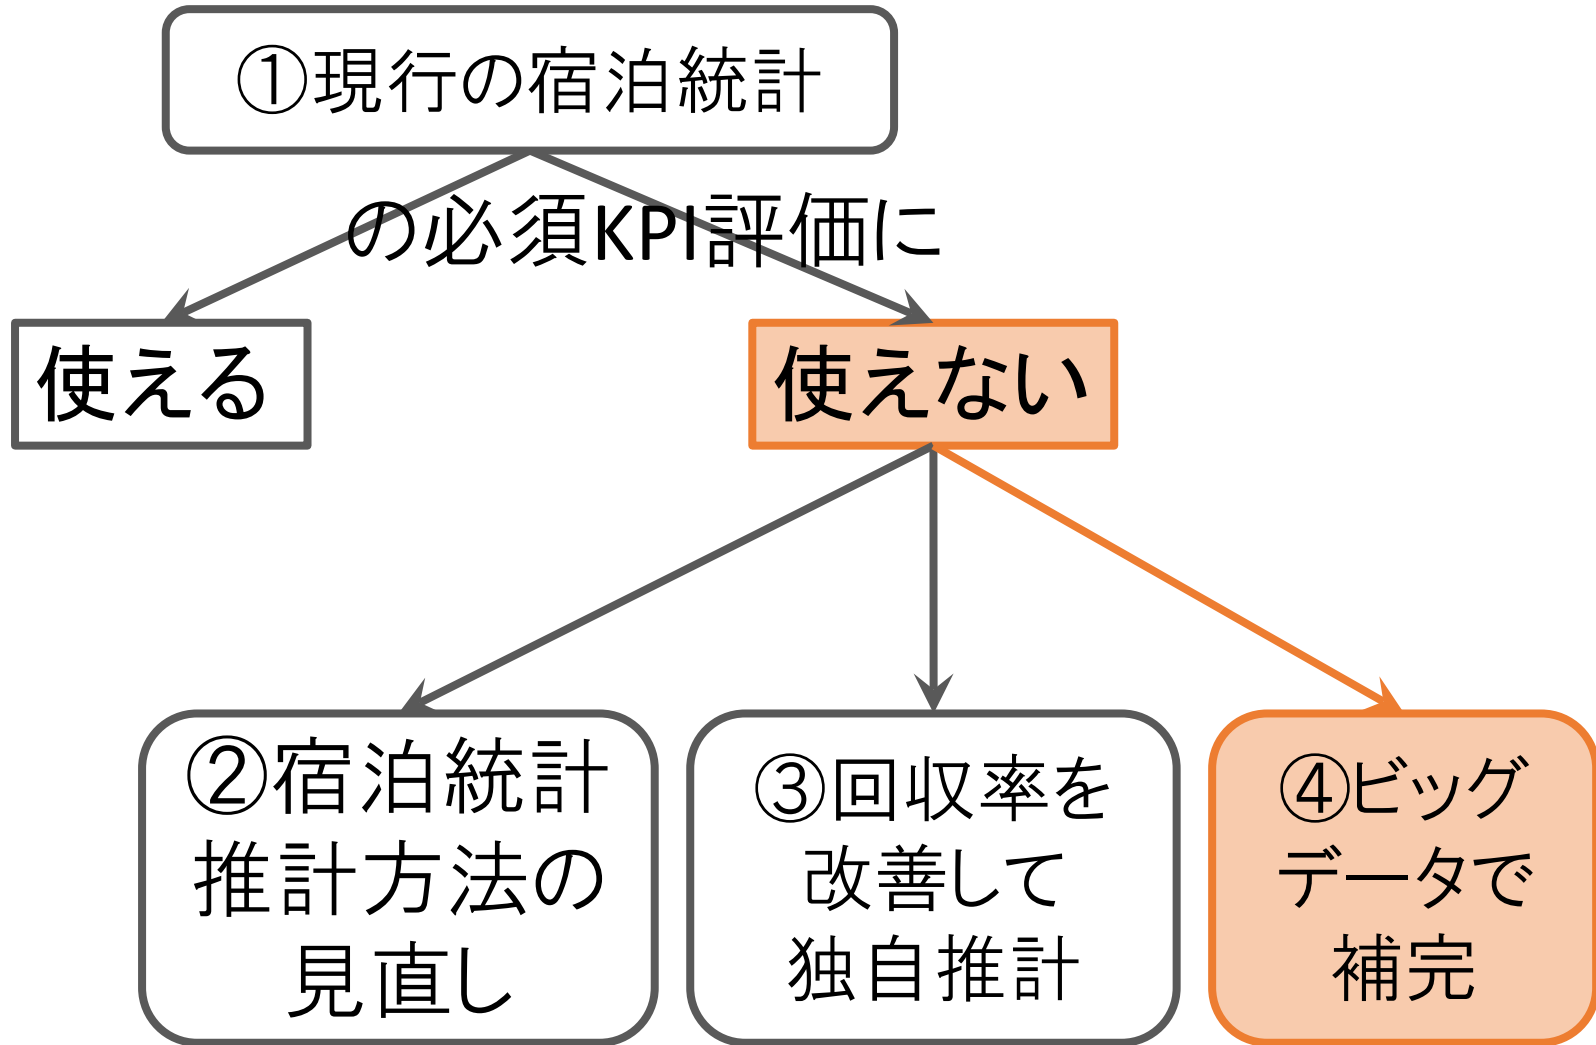 ①現行の宿泊統計
の必須KPI評価に
使える
使えない
②宿泊統計
推計方法の
見直し
③回収率を
改善して
独自推計
④ビッグ
データで
補完